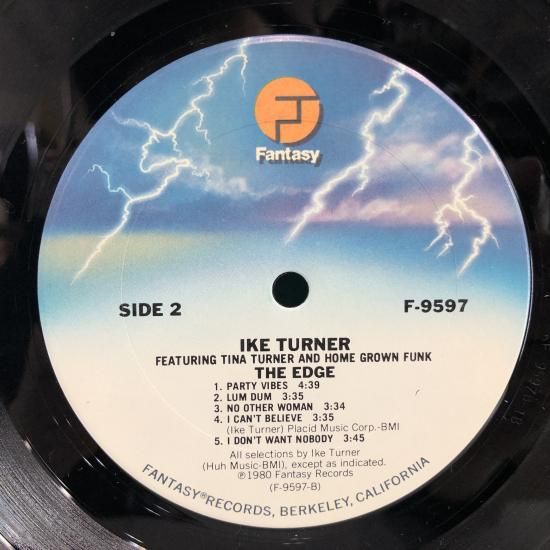 Fantasy
SIDE 2
F-9597
IKE TURNER
FEATURING TINA TURNER AND HOME GROWN FUNK
THE EDGE
1. PARTY VIBES 4:39
2. LUM DUM 3:35
3. NO OTHER WOMAN 3:34
4. I CAN'T BELIEVE 3:35
(Ike Turner) Placid Music Corp.-BMI
5. I DON'T WANT NOBODY 3:45
All selections by Ike Turner
(Huh Music-BMI), except as indicated.
℗1980 Fantasy Records
(F-9597-B)
FANTASY® RECORDS, BERKELEY, CALIFORNIA